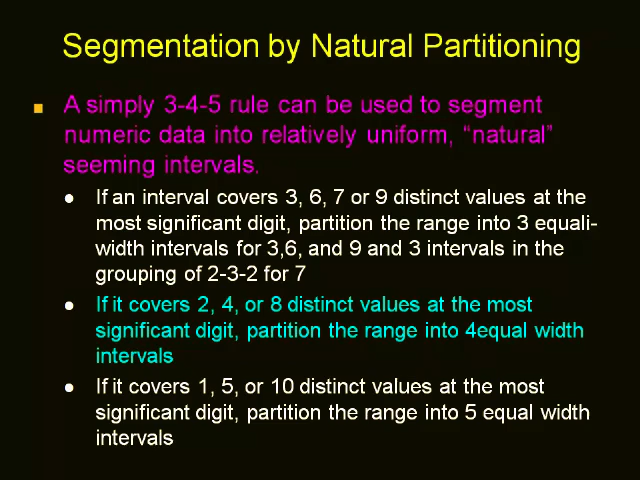 Segmentation by Natural Partitioning
A simply 3-4-5 rule can be used to segment
numeric data into relatively uniform, “natural”
seeming intervals.
If an interval covers 3, 6, 7 or 9 distinct values at the
most significant digit, partition the range into 3 equali-
width intervals for 3,6, and 9 and 3 intervals in the
grouping of 2-3-2 for 7
If it covers 2, 4, or 8 distinct values at the most
significant digit, partition the range into 4equal width
intervals
If it covers 1, 5, or 10 distinct values at the most
significant digit, partition the range into 5 equal width
intervals